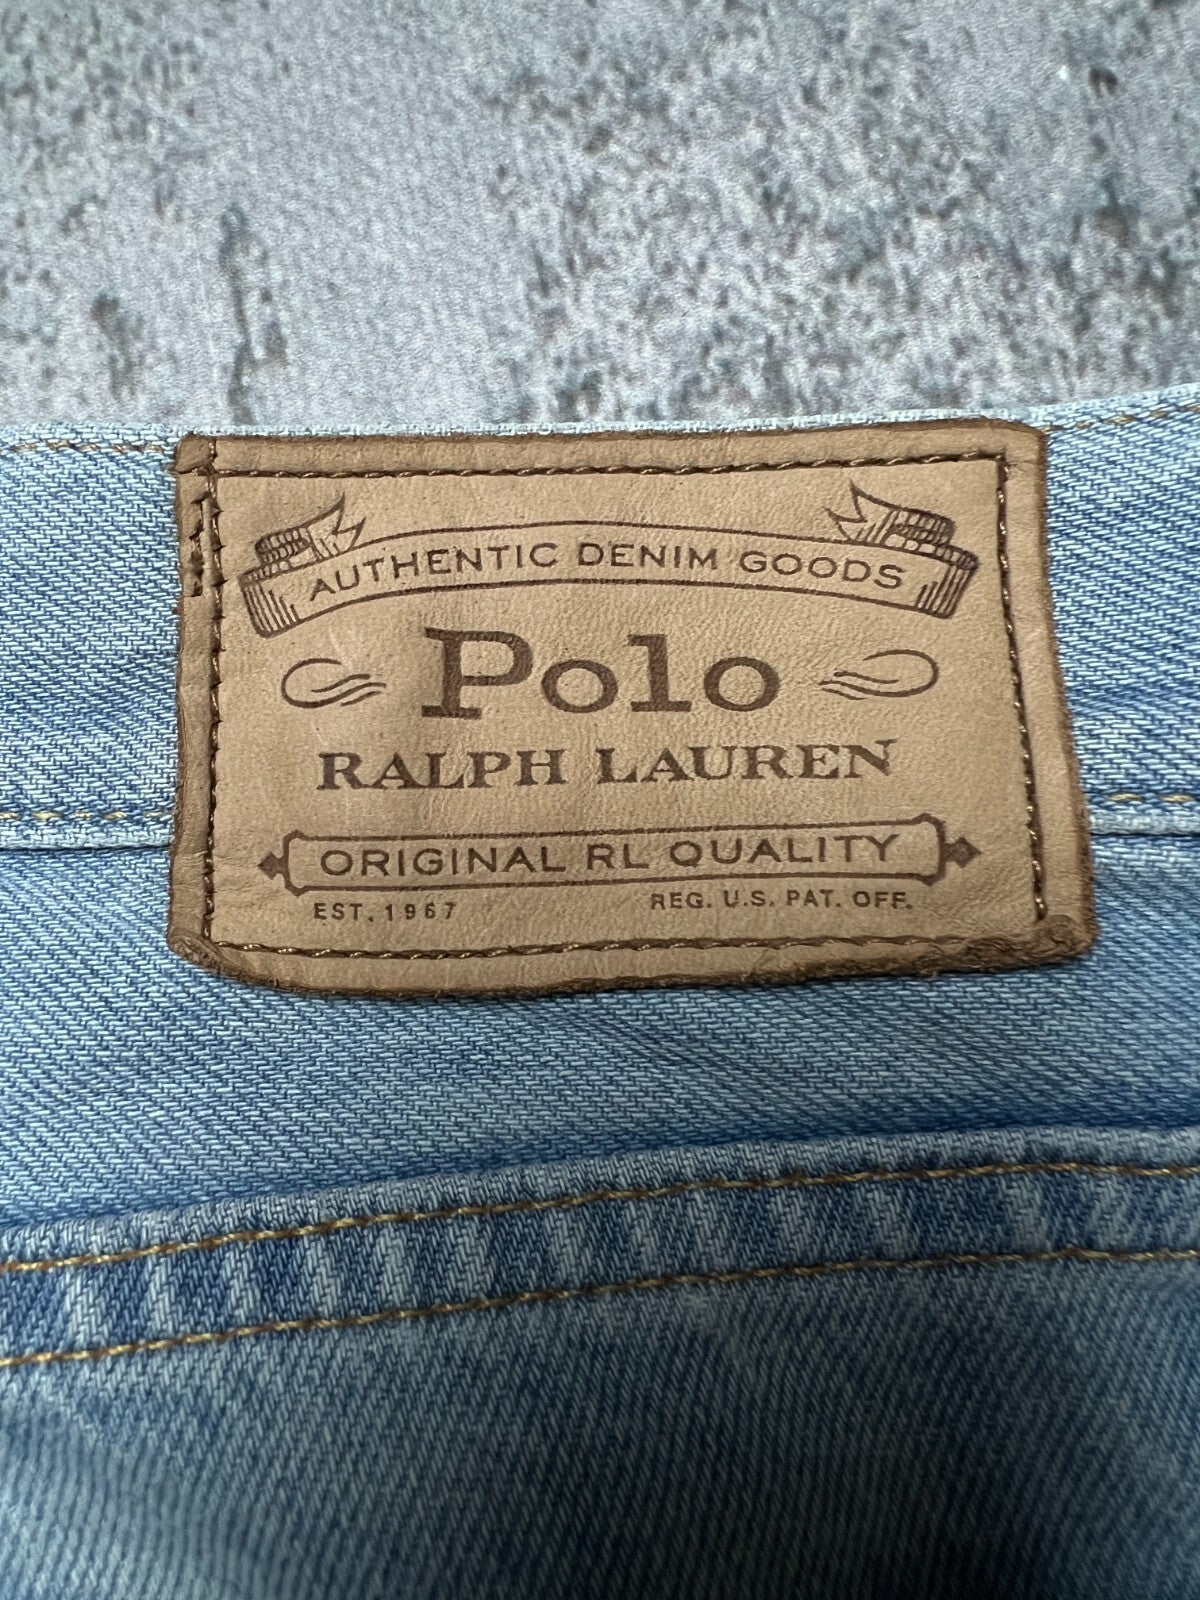 AUTHENTIC DENIM GOODS
Polo
RALPH LAUREN
ORIGINAL RL QUALITY
EST. 1967 REG. U.S. PAT. OFF.